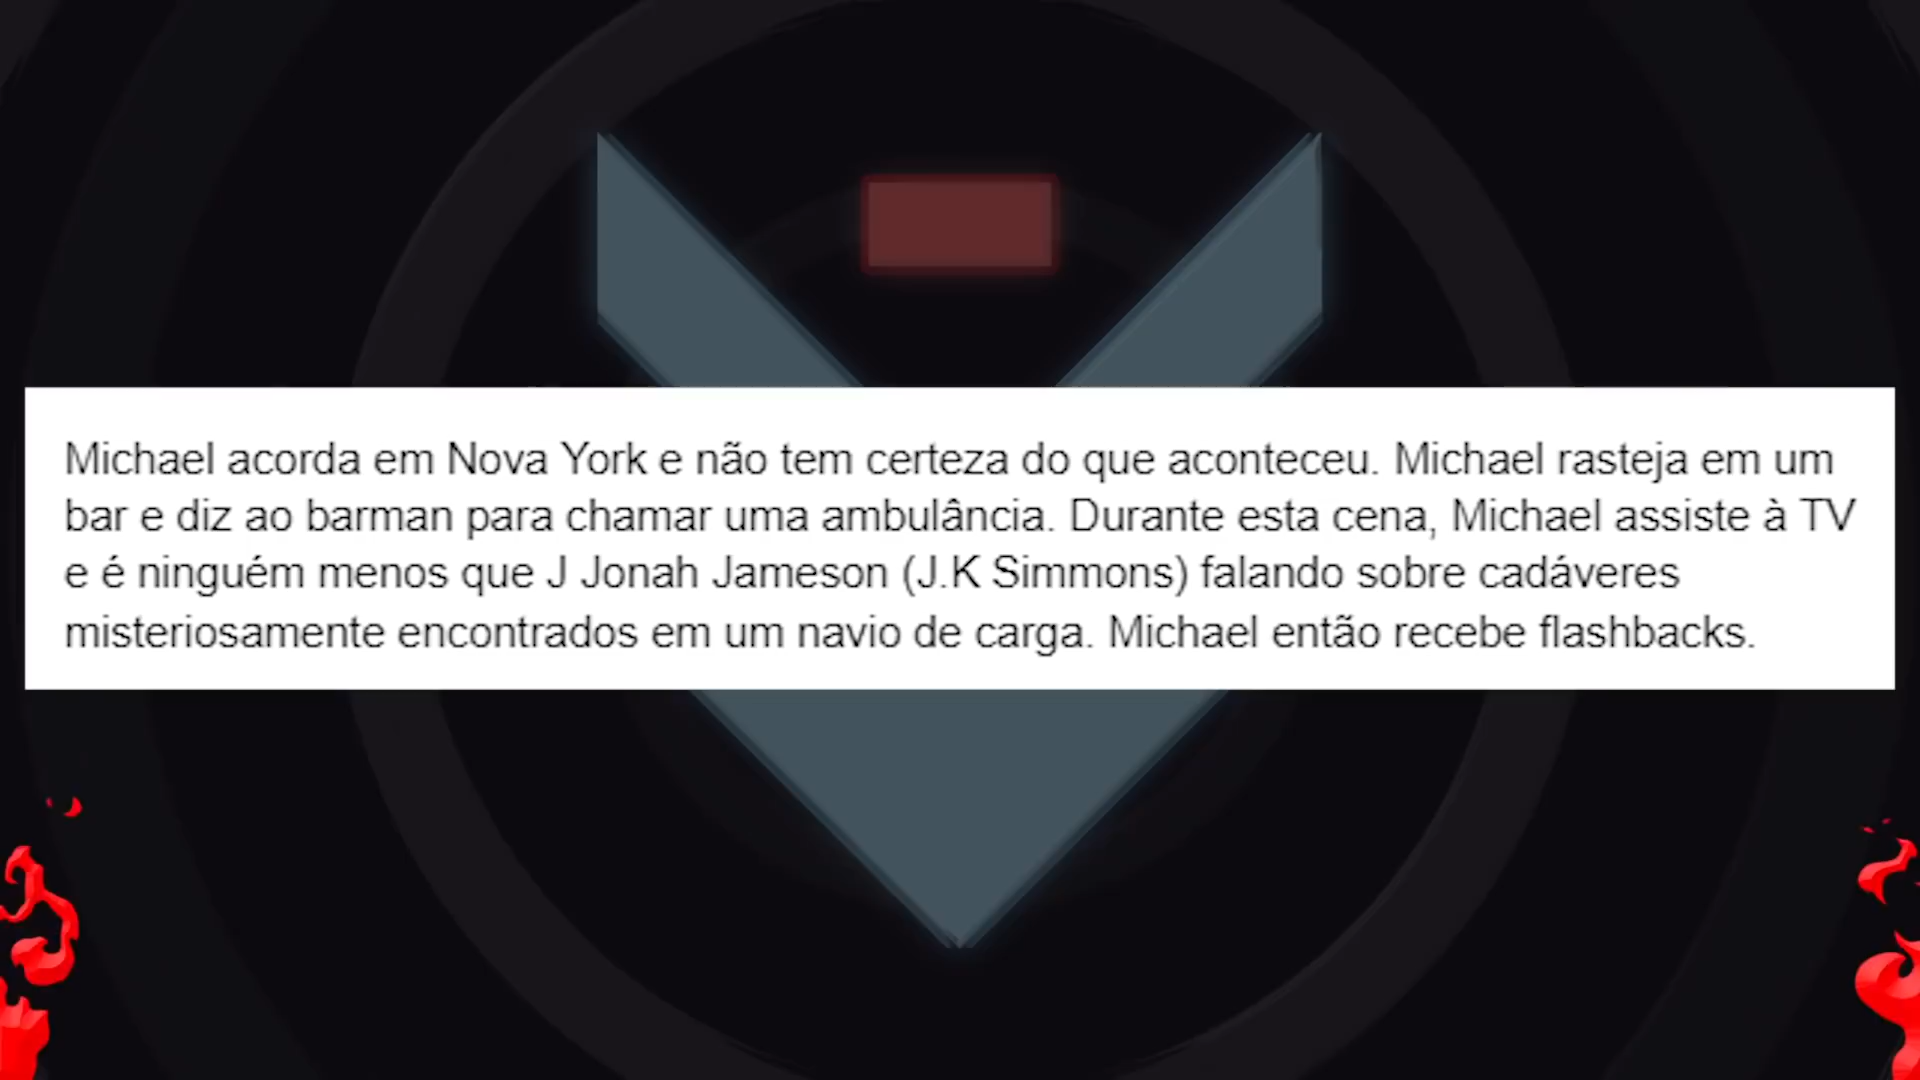 Michael acorda em Nova York e não tem certeza do que aconteceu. Michael rasteja em um
bar e diz ao barman para chamar uma ambulância. Durante esta cena, Michael assiste à TV
e é ninguém menos que J Jonah Jameson (J.K Simmons) falando sobre cadáveres
misteriosamente encontrados em um navio de carga. Michael então recebe flashbacks.